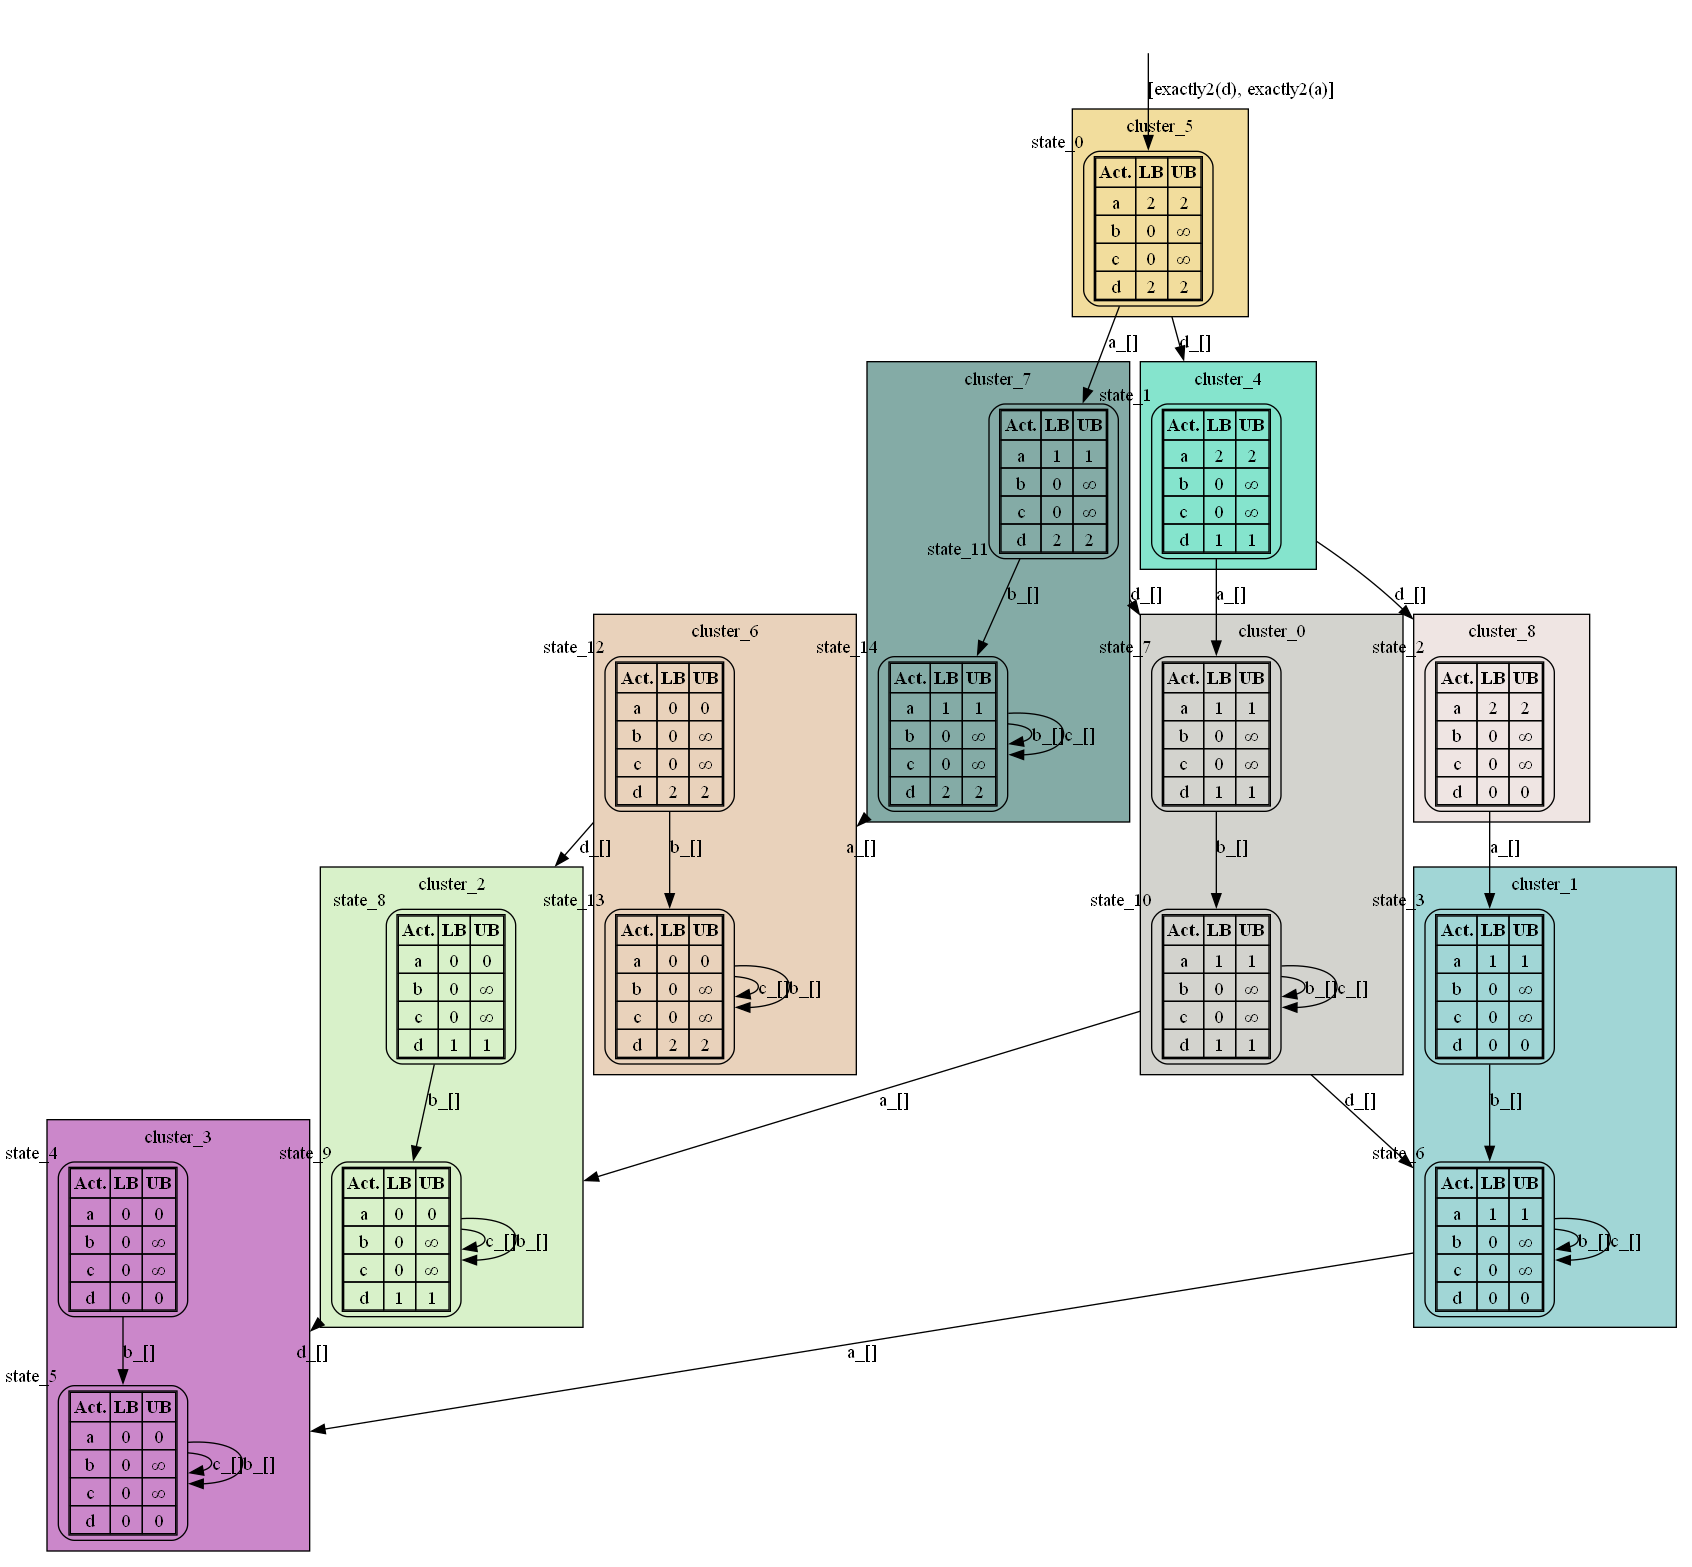 [exactly2(d), exactly2(a)]
cluster_5
state_0
Act. LB UB
a 2 2
b 0 ∞
c 0 ∞
d 2 2
a_[]
d_[]
cluster_7
state_1
Act. LB UB
a 1 1
b 0 ∞
c 0 ∞
d 2 2
cluster_4
Act. LB UB
a 2 2
b 0 ∞
c 0 ∞
d 1 1
state_11
b_[]
d_[]
a_[]
d_[]
cluster_6
state_12
Act. LB UB
a 0 0
b 0 ∞
c 0 ∞
d 2 2
state_14
Act. LB UB
a 1 1
b 0 ∞
c 0 ∞
d 2 2
b_[] c_[]
cluster_0
state_7
Act. LB UB
a 1 1
b 0 ∞
c 0 ∞
d 1 1
cluster_8
state_2
Act. LB UB
a 2 2
b 0 ∞
c 0 ∞
d 0 0
d_[]
b_[]
a_[]
b_[]
a_[]
cluster_2
state_8
Act. LB UB
a 0 0
b 0 ∞
c 0 ∞
d 1 1
state_13
Act. LB UB
a 0 0
b 0 ∞
c 0 ∞
d 2 2
c_[] b_[]
state_10
Act. LB UB
a 1 1
b 0 ∞
c 0 ∞
d 1 1
b_[] c_[]
cluster_1
state_3
Act. LB UB
a 1 1
b 0 ∞
c 0 ∞
d 0 0
b_[]
a_[]
d_[]
b_[]
cluster_3
state_4
Act. LB UB
a 0 0
b 0 ∞
c 0 ∞
d 0 0
state_9
Act. LB UB
a 0 0
b 0 ∞
c 0 ∞
d 1 1
c_[] b_[]
state_6
Act. LB UB
a 1 1
b 0 ∞
c 0 ∞
d 0 0
b_[] c_[]
b_[]
d_[]
a_[]
state_5
Act. LB UB
a 0 0
b 0 ∞
c 0 ∞
d 0 0
c_[] b_[]